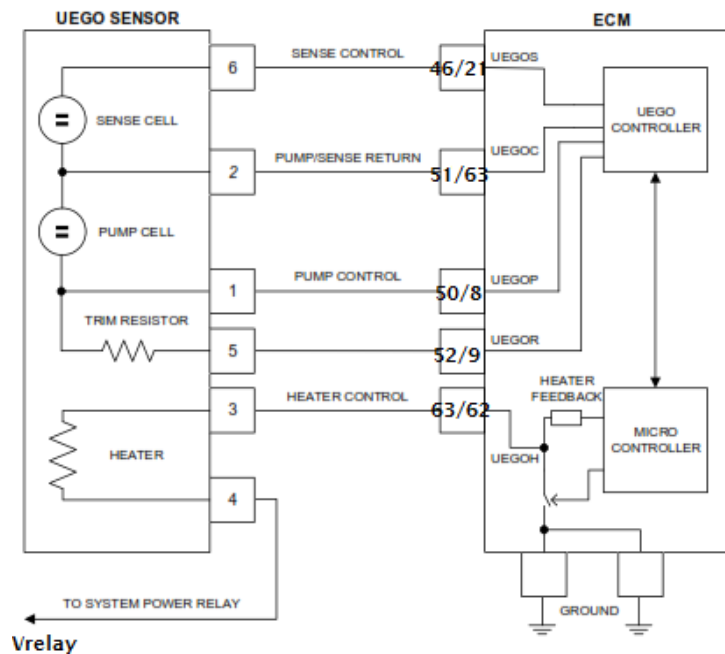 UEGO SENSOR
ECM
6
SENSE CONTROL
46/21
UEGOS
SENSE CELL
UEGO
CONTROLLER
2
PUMP/SENSE RETURN
51/63
UEGOC
PUMP CELL
1
PUMP CONTROL
50/8
UEGOP
TRIM RESISTOR
5
52/9
UEGOR
HEATER
FEEDBACK
3
HEATER CONTROL
63/62
MICRO
CONTROLLER
HEATER
UEGOH
4
TO SYSTEM POWER RELAY
GROUND
Vrelay